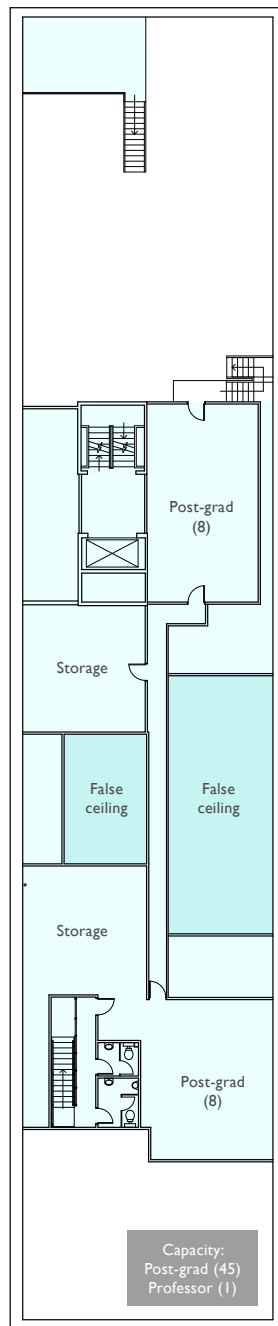 Post-grad
(8)
Storage
False
ceiling
False
ceiling
Storage
Post-grad
(8)
Capacity:
Post-grad (45)
Professor (1)